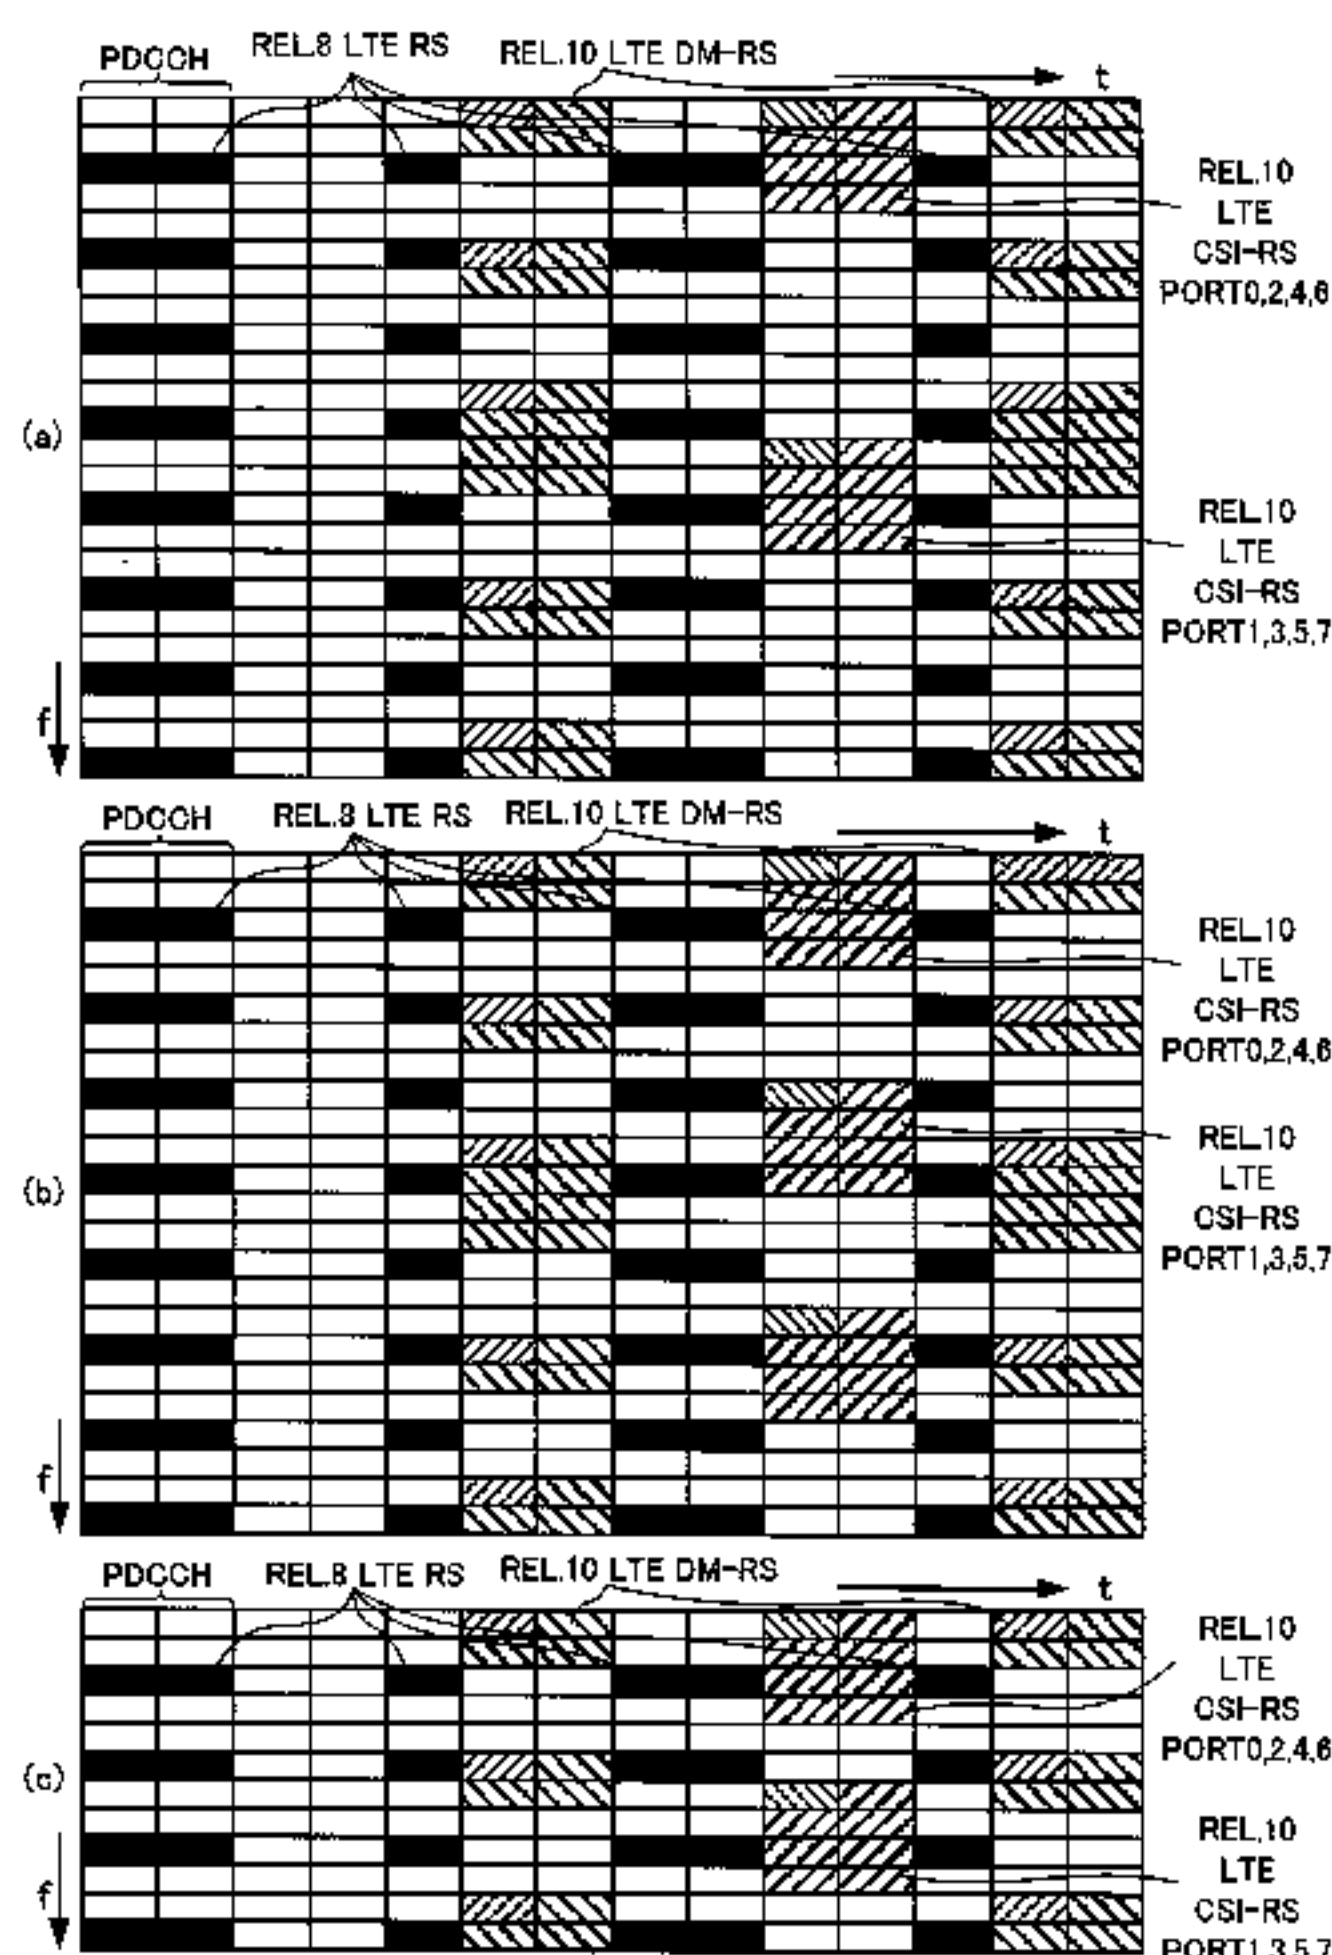 PDCCH
REL.8 LTE RS
REL.10 LTE DM-RS
t
REL.10
LTE
CSI-RS
PORT0,2,4,6
(a)
REL.10
LTE
CSI-RS
PORT1,3,5,7
f
PDCCH
REL.8 LTE RS
REL.10 LTE DM-RS
t
REL.10
LTE
CSI-RS
PORT0,2,4,6
REL.10
LTE
CSI-RS
PORT1,3,5,7
(b)
f
PDCCH
REL.8 LTE RS
REL.10 LTE DM-RS
t
REL.10
LTE
CSI-RS
PORT0,2,4,6
(c)
REL.10
LTE
CSI-RS
PORT1,3,5,7
f